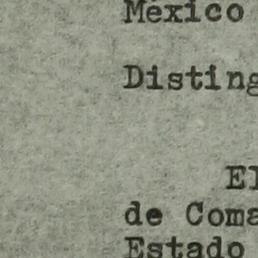 México
Disting
El
de Coma
Estado